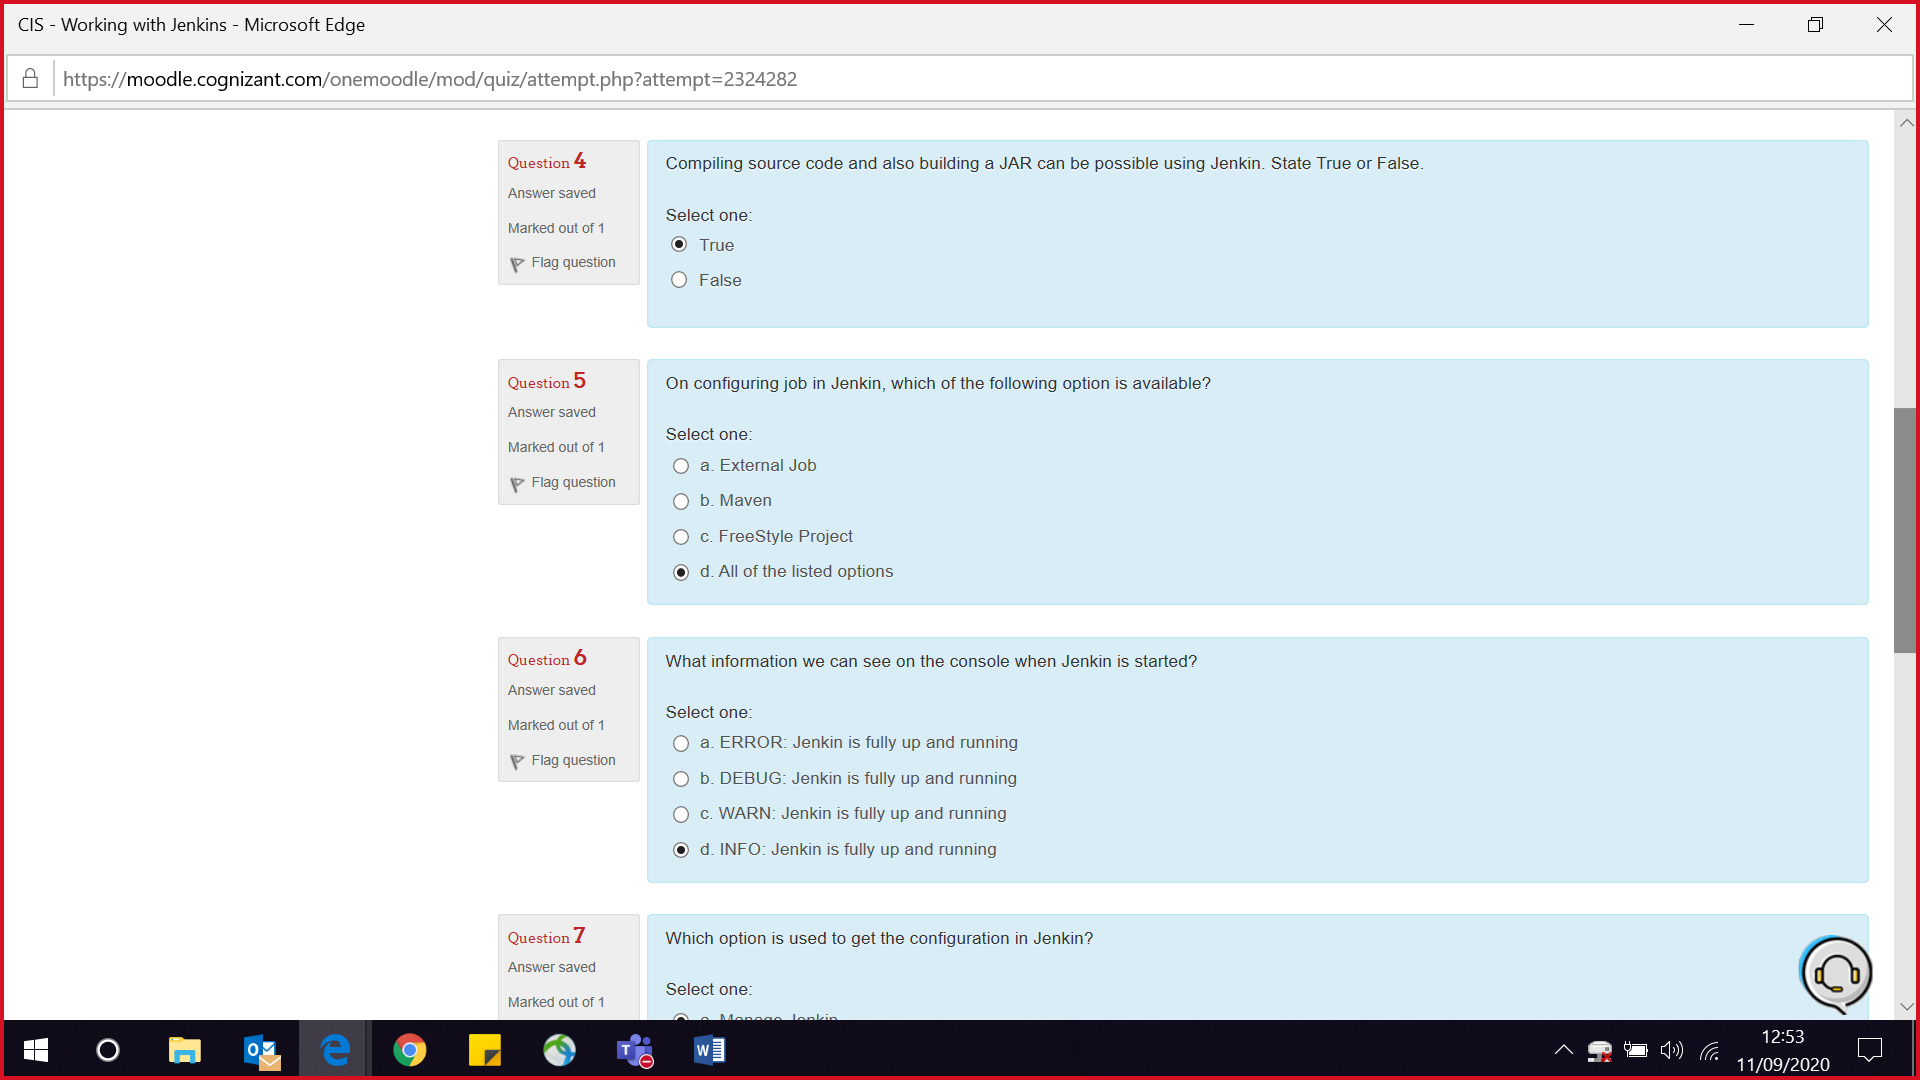 CIS - Working with Jenkins - Microsoft Edge
https://moodle.cognizant.com/onemoodle/mod/quiz/attempt.php?attempt=2324282
Question 4
Answer saved
Marked out of 1
Flag question
Compiling source code and also building a JAR can be possible using Jenkin. State True or False.
Select one:
True
False
Question 5
Answer saved
Marked out of 1
Flag question
On configuring job in Jenkin, which of the following option is available?
Select one:
a. External Job
b. Maven
c. FreeStyle Project
d. All of the listed options
Question 6
Answer saved
Marked out of 1
Flag question
What information we can see on the console when Jenkin is started?
Select one:
a. ERROR: Jenkin is fully up and running
b. DEBUG: Jenkin is fully up and running
c. WARN: Jenkin is fully up and running
d. INFO: Jenkin is fully up and running
Question 7
Answer saved
Marked out of 1
Which option is used to get the configuration in Jenkin?
Select one:
a. Manage Jenkin
12:53
11/09/2020